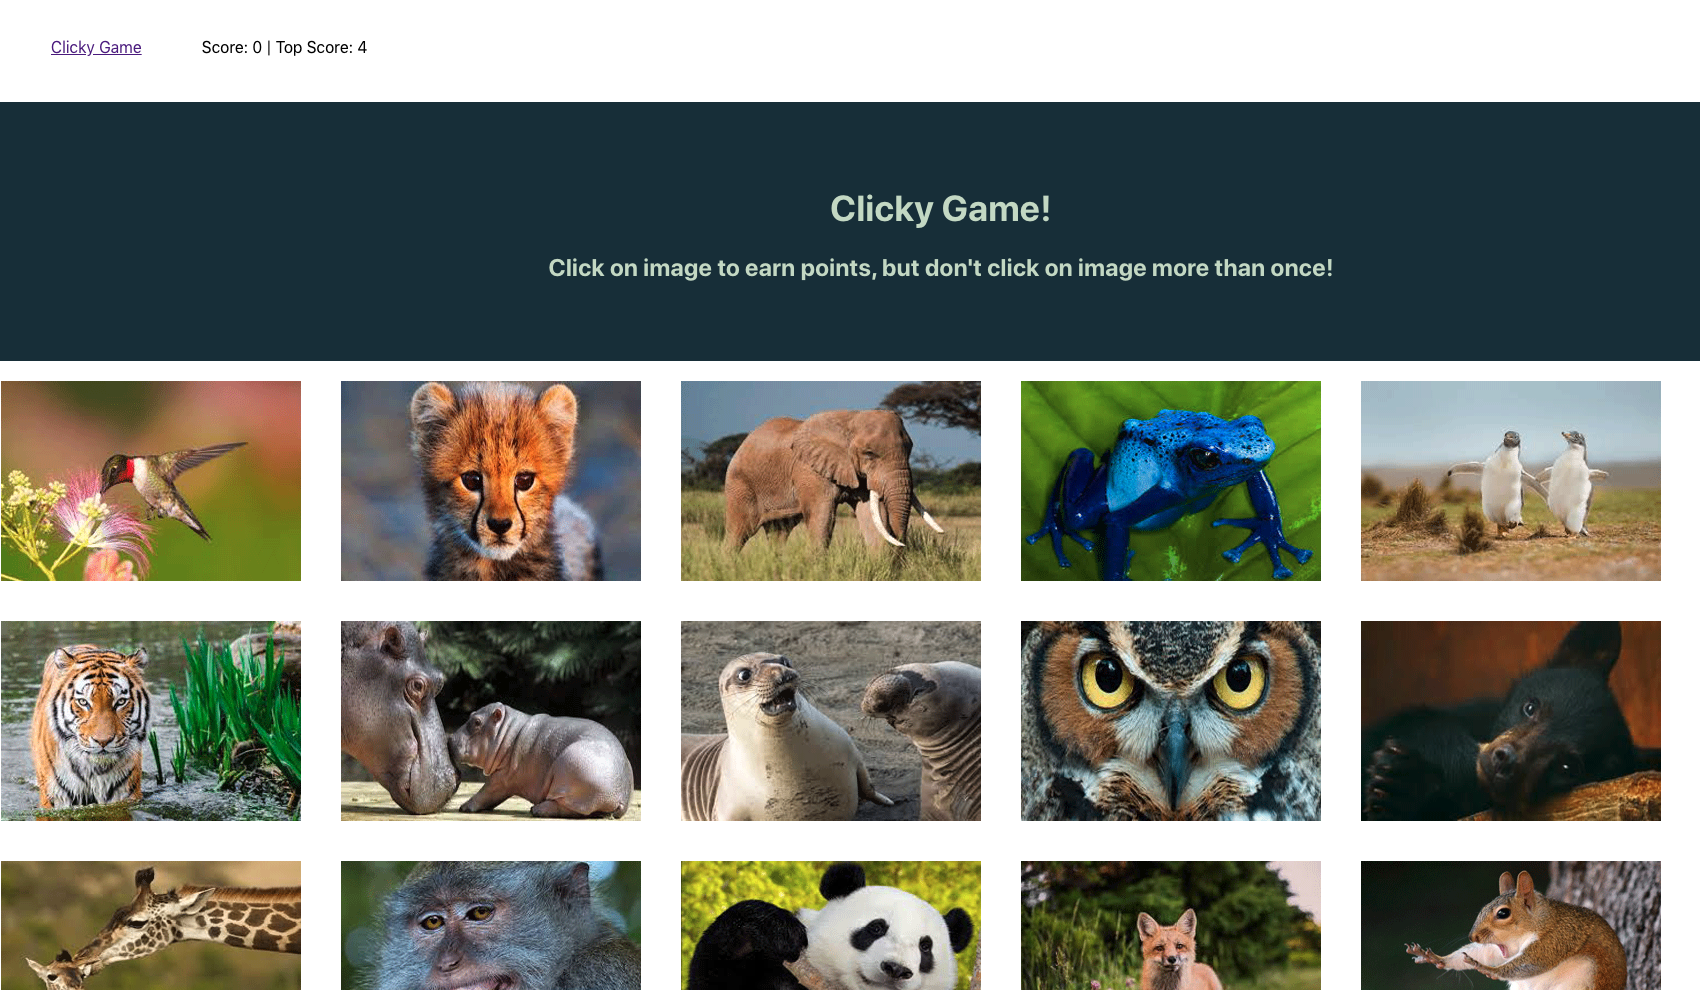 Clicky Game Score: 0 | Top Score: 4
Clicky Game!
Click on image to earn points, but don't click on image more than once!